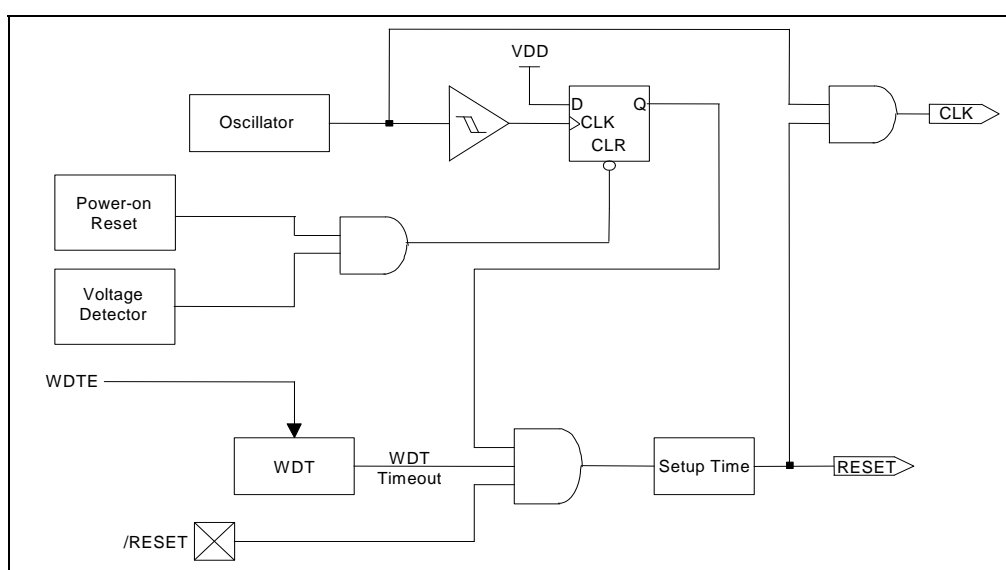 VDD
Oscillator
D Q
CLK
CLR
CLK
Power-on
Reset
Voltage
Detector
WDTE
WDT
WDT
Timeout
Setup Time
RESET
/RESET